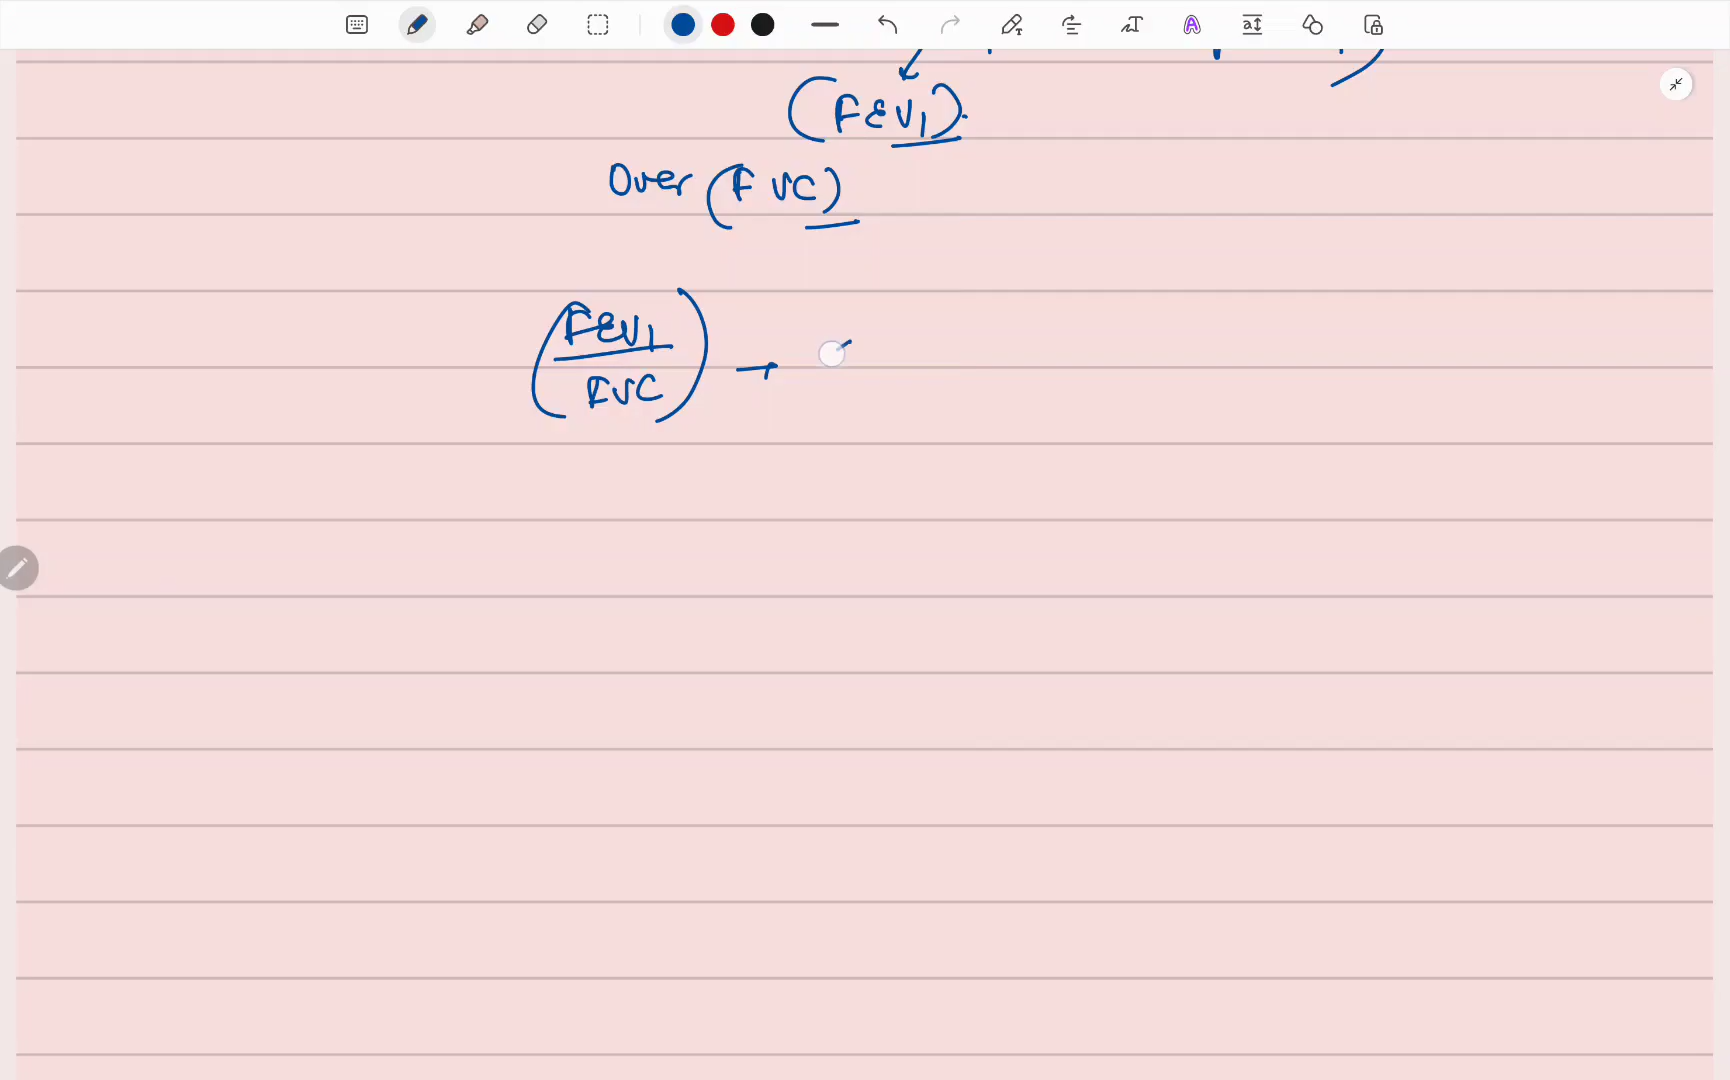 (FEV1).
Over (FVC)
(FEV1
FVC) →